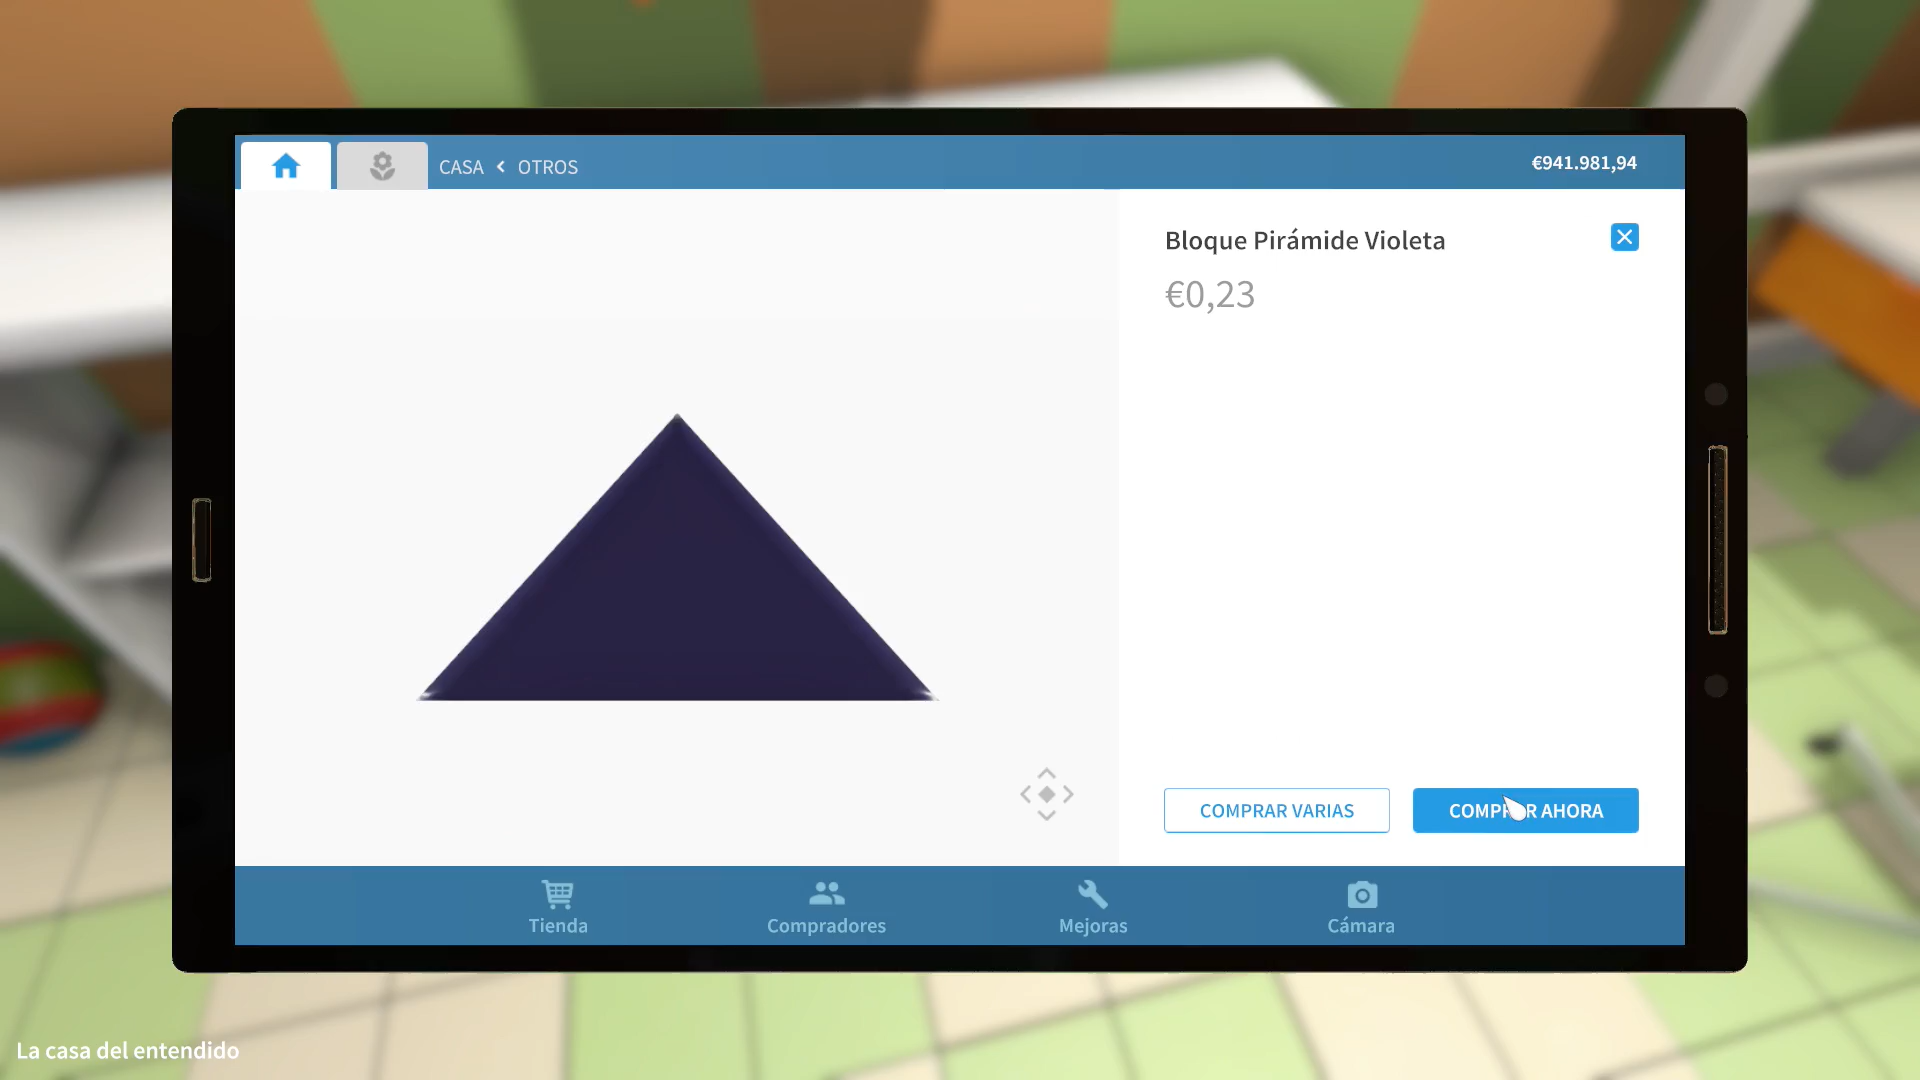 CASA < OTROS
€941.981,94
Bloque Pirámide Violeta
€0,23
COMPRAR VARIAS
COMPRAR AHORA
Tienda
Compradores
Mejoras
Cámara
La casa del entendido